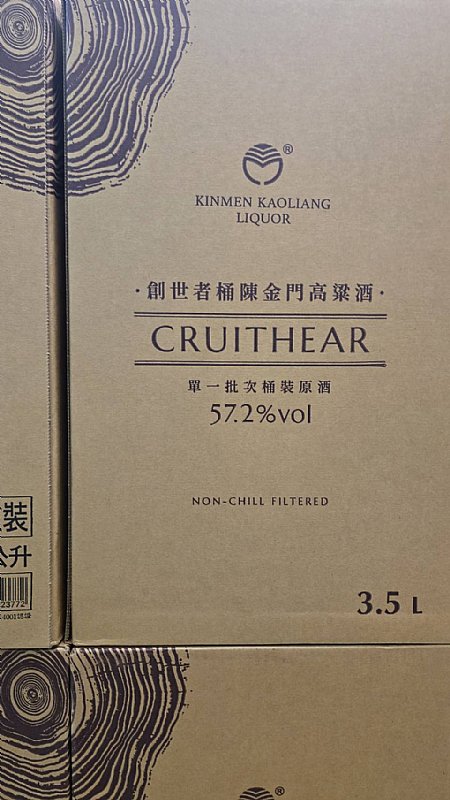 ®
KINMEN KAOLIANG
LIQUOR
·創世者桶陳金門高粱酒·
CRUITHEAR
單一批次桶裝原酒
57.2%vol
NON-CHILL FILTERED
3.5 L
裝
公升
23772
®